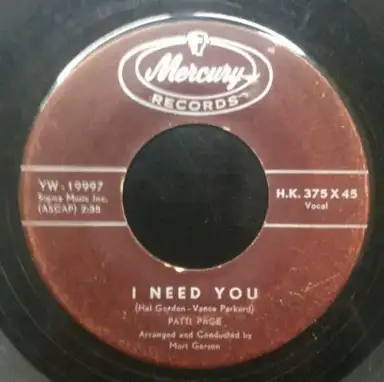 Mercury
RECORDS
YW-19997
Sigma Music Inc.
(ASCAP) 2:35
H.K. 375 X 45
Vocal
I NEED YOU
(Hal Gordon - Vance Parkard)
PATTI PAGE
Arranged and Conducted by
Mort Garson